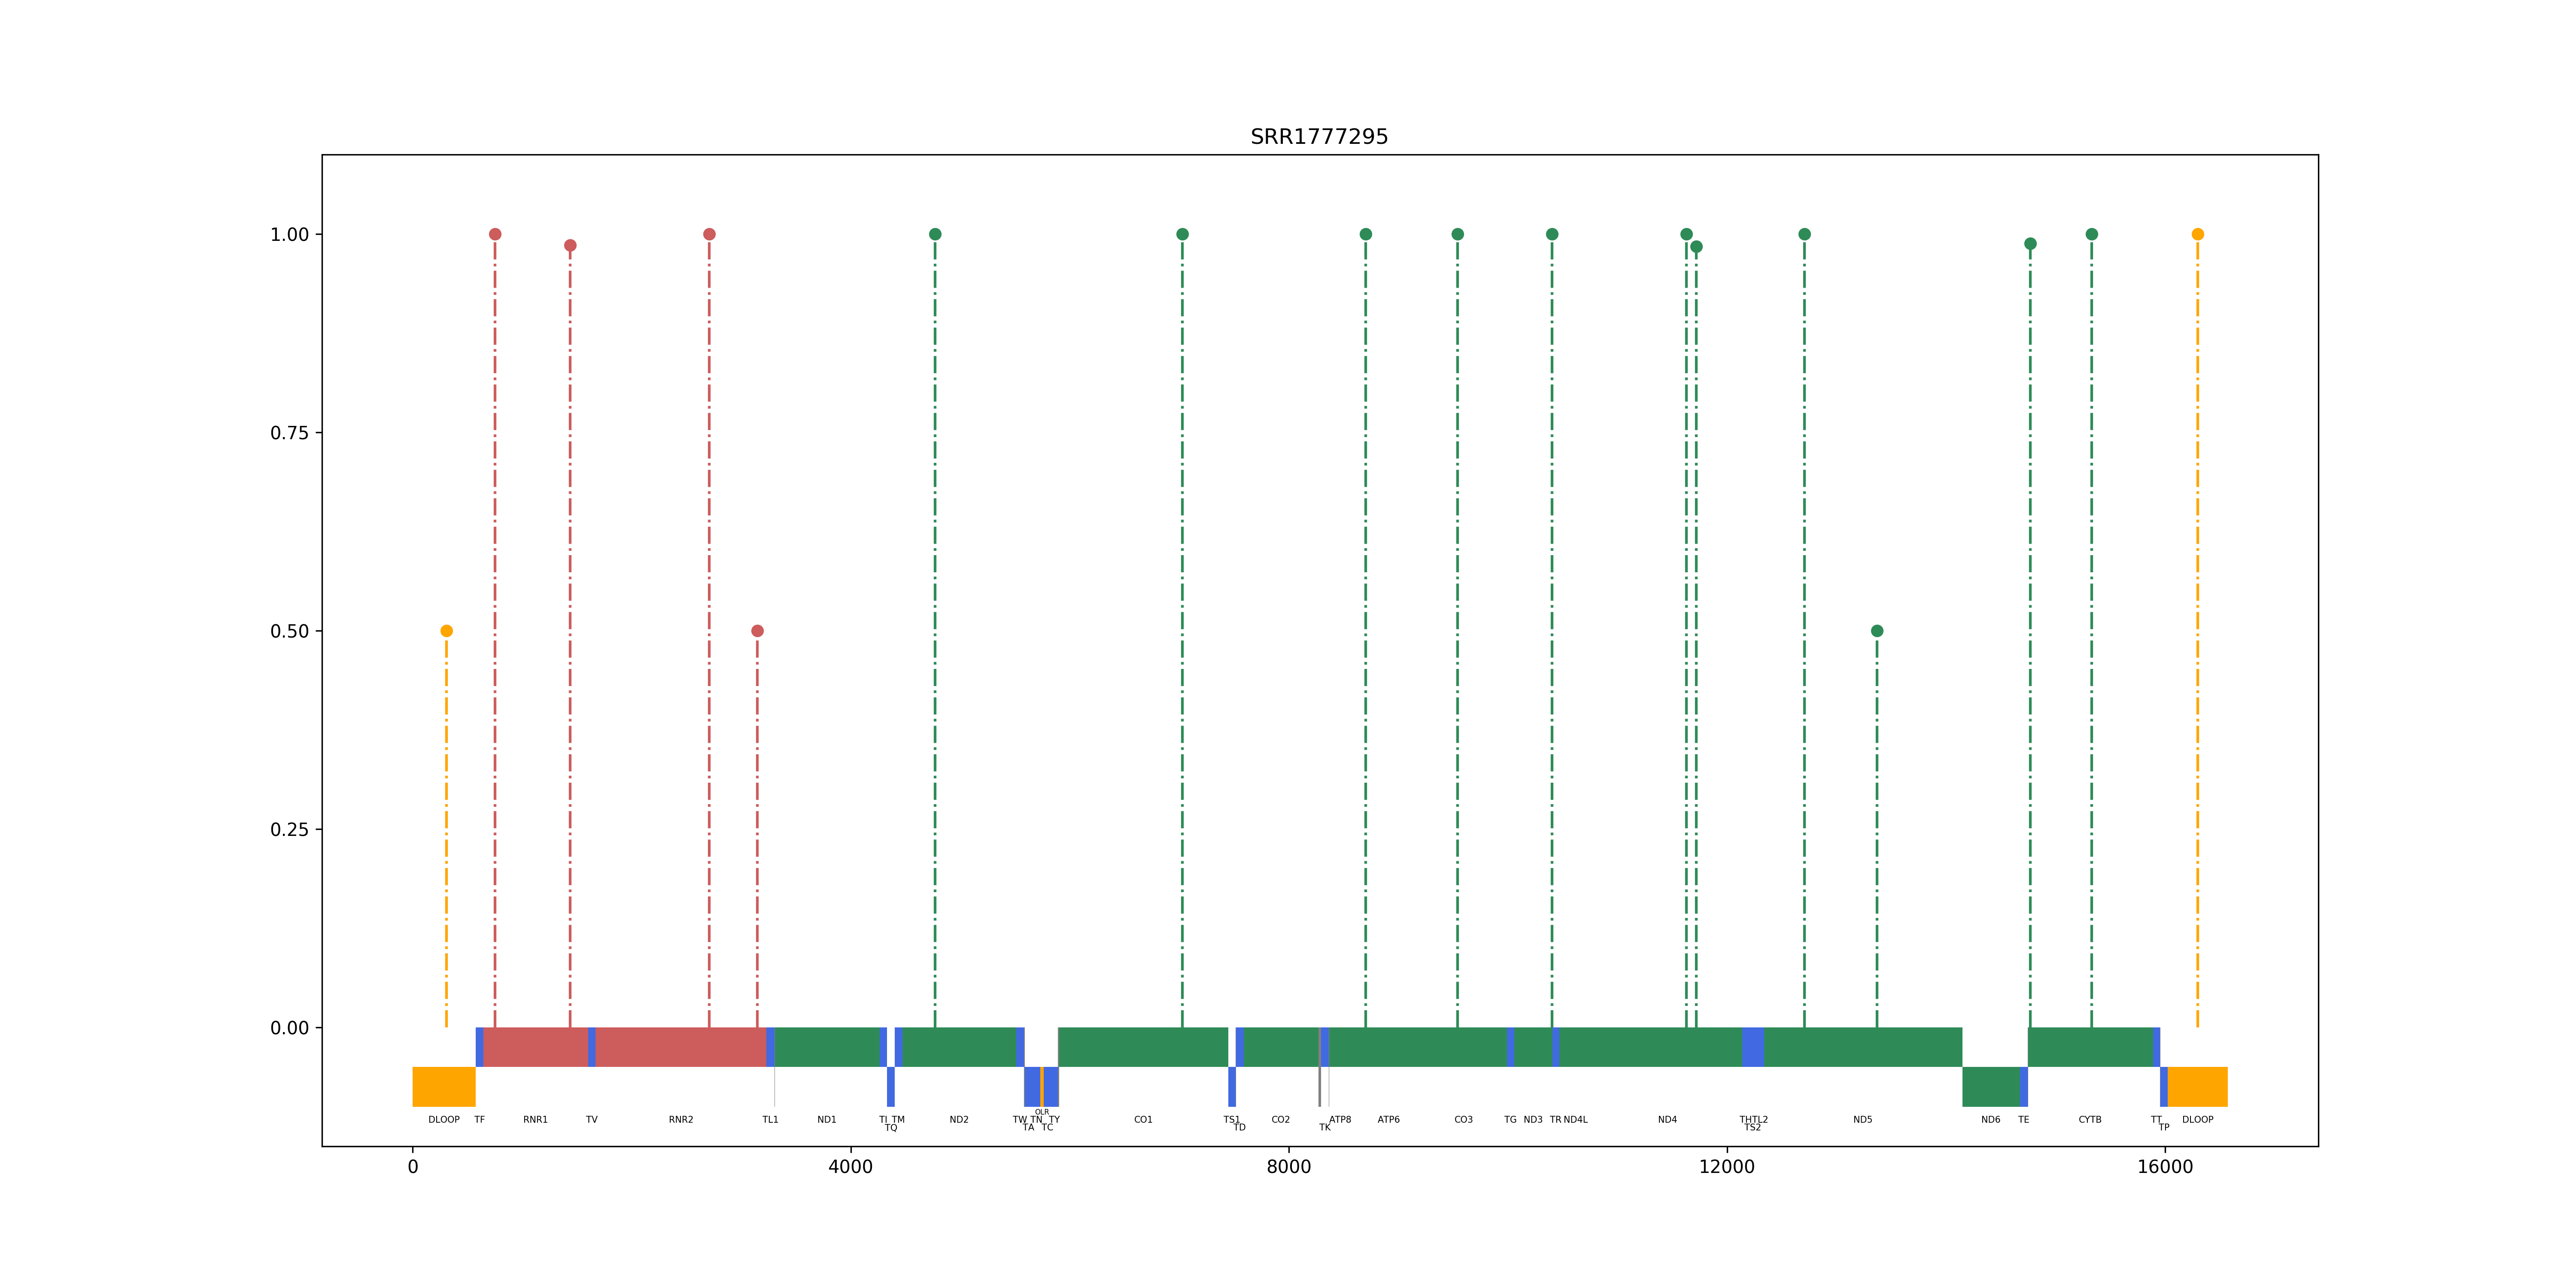 SRR1777295
1.00
0.75
0.50
0.25
0.00
OLR
DLOOP TF RNR1 TV RNR2 TL1 ND1 TI TM ND2 TW TN TY CO1 TS1 CO2 ATP8 ATP6 CO3 TG ND3 TR ND4L ND4 THTL2 ND5 ND6 TE CYTB TT DLOOP
TQ TA TC TD TK TS2 TP
0 4000 8000 12000 16000